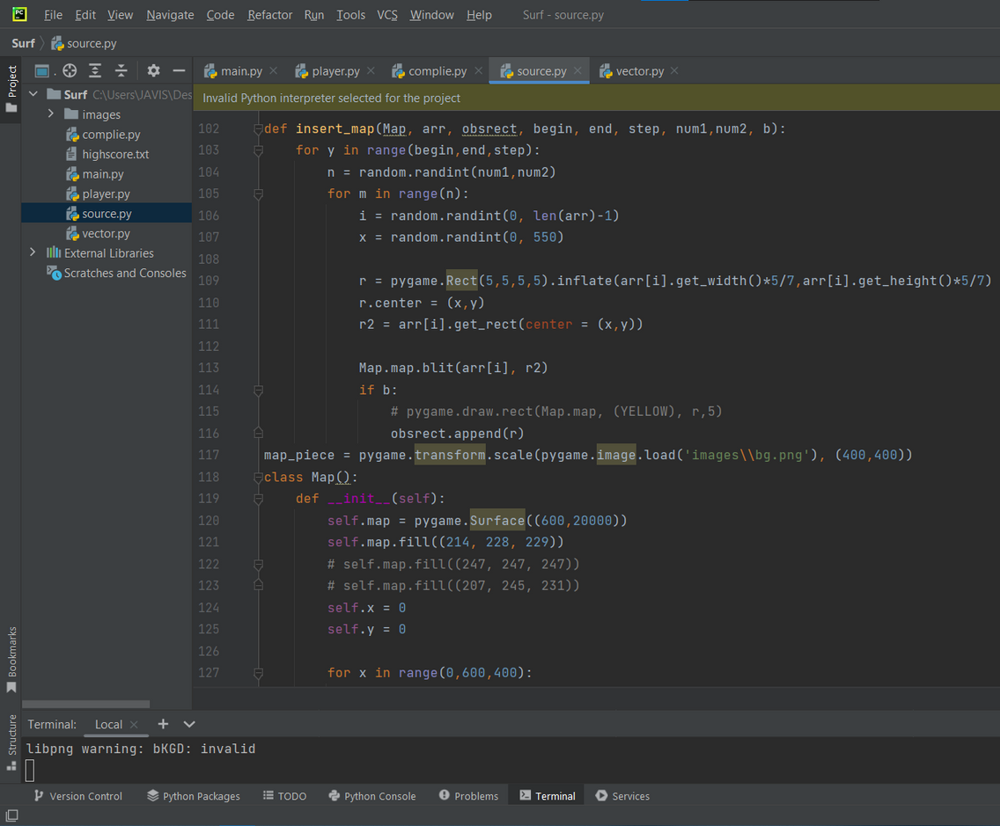 PC
File Edit View Navigate Code Refactor Run Tools VCS Window Help Surf - source.py
Surf source.py
Project
main.py player.py complie.py source.py vector.py
Surf C:\Users\JAVIS\Des
images
complie.py
highscore.txt
main.py
player.py
source.py
vector.py
External Libraries
Scratches and Consoles
Invalid Python interpreter selected for the project
102 def insert_map(Map, arr, obsrect, begin, end, step, num1,num2, b):
103 for y in range(begin,end,step):
104 n = random.randint(num1,num2)
105 for m in range(n):
106 i = random.randint(0, len(arr)-1)
107 x = random.randint(0, 550)
108
109 r = pygame.Rect(5,5,5,5).inflate(arr[i].get_width()*5/7,arr[i].get_height()*5/7)
110 r.center = (x,y)
111 r2 = arr[i].get_rect(center = (x,y))
112
113 Map.map.blit(arr[i], r2)
114 if b:
115 # pygame.draw.rect(Map.map, (YELLOW), r,5)
116 obsrect.append(r)
117 map_piece = pygame.transform.scale(pygame.image.load('images\\bg.png'), (400,400))
118 class Map():
119 def __init__(self):
120 self.map = pygame.Surface((600,20000))
121 self.map.fill((214, 228, 229))
122 # self.map.fill((247, 247, 247))
123 # self.map.fill((207, 245, 231))
124 self.x = 0
125 self.y = 0
126
127 for x in range(0,600,400):
Bookmarks
Structure
Terminal: Local
libpng warning: bKGD: invalid
Version Control Python Packages TODO Python Console Problems Terminal Services